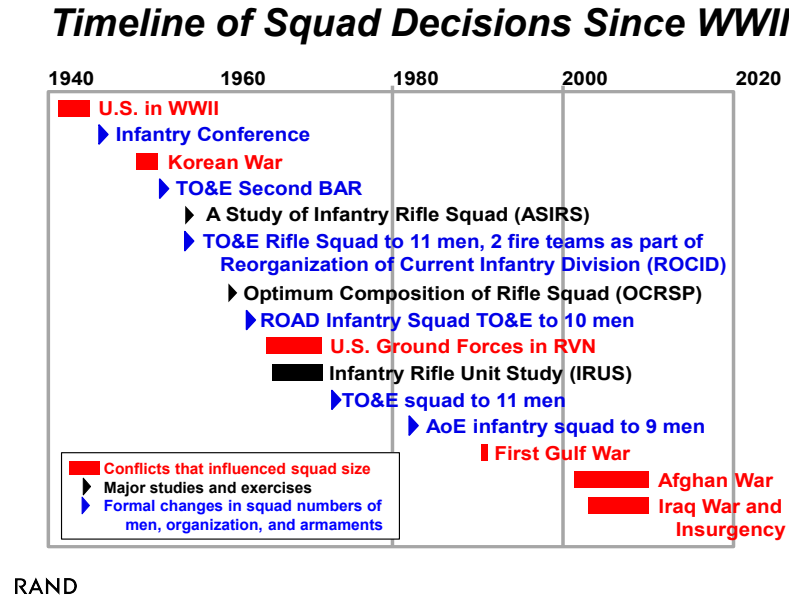 Timeline of Squad Decisions Since WWII
1940 1960 1980 2000 2020
U.S. in WWII
Infantry Conference
Korean War
TO&E Second BAR
A Study of Infantry Rifle Squad (ASIRS)
TO&E Rifle Squad to 11 men, 2 fire teams as part of
Reorganization of Current Infantry Division (ROCID)
Optimum Composition of Rifle Squad (OCRSP)
ROAD Infantry Squad TO&E to 10 men
U.S. Ground Forces in RVN
Infantry Rifle Unit Study (IRUS)
TO&E squad to 11 men
AoE infantry squad to 9 men
First Gulf War
Afghan War
Iraq War and
Insurgency
Conflicts that influenced squad size
Major studies and exercises
Formal changes in squad numbers of
men, organization, and armaments
RAND